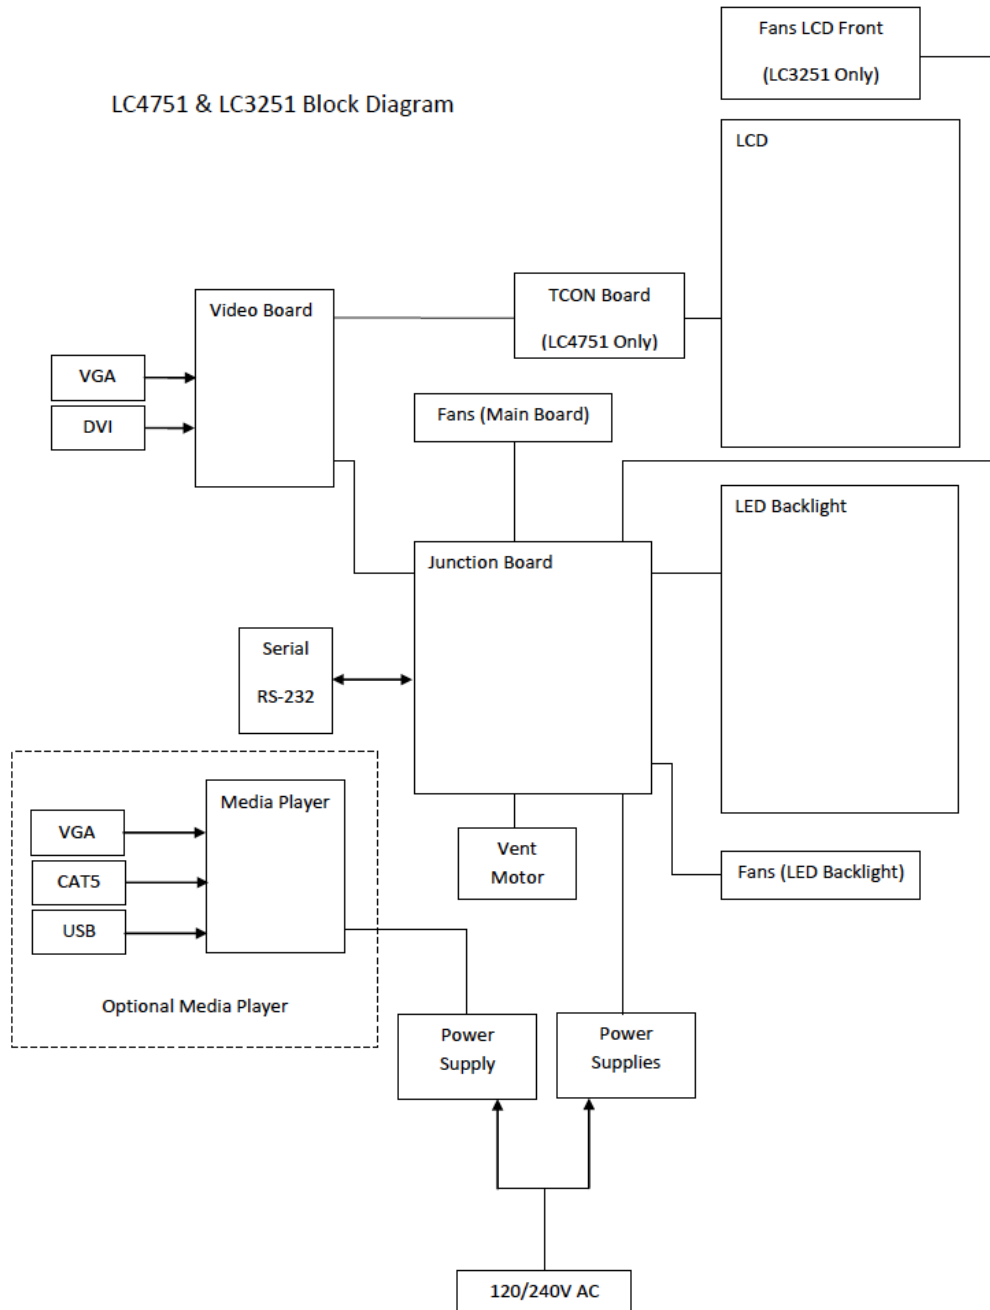 Fans LCD Front
(LC3251 Only)
LC4751 & LC3251 Block Diagram
LCD
Video Board
TCON Board
(LC4751 Only)
VGA
DVI
Fans (Main Board)
LED Backlight
Junction Board
Serial
RS-232
Media Player
VGA
CAT5
USB
Optional Media Player
Vent
Motor
Fans (LED Backlight)
Power
Supply
Power
Supplies
120/240V AC